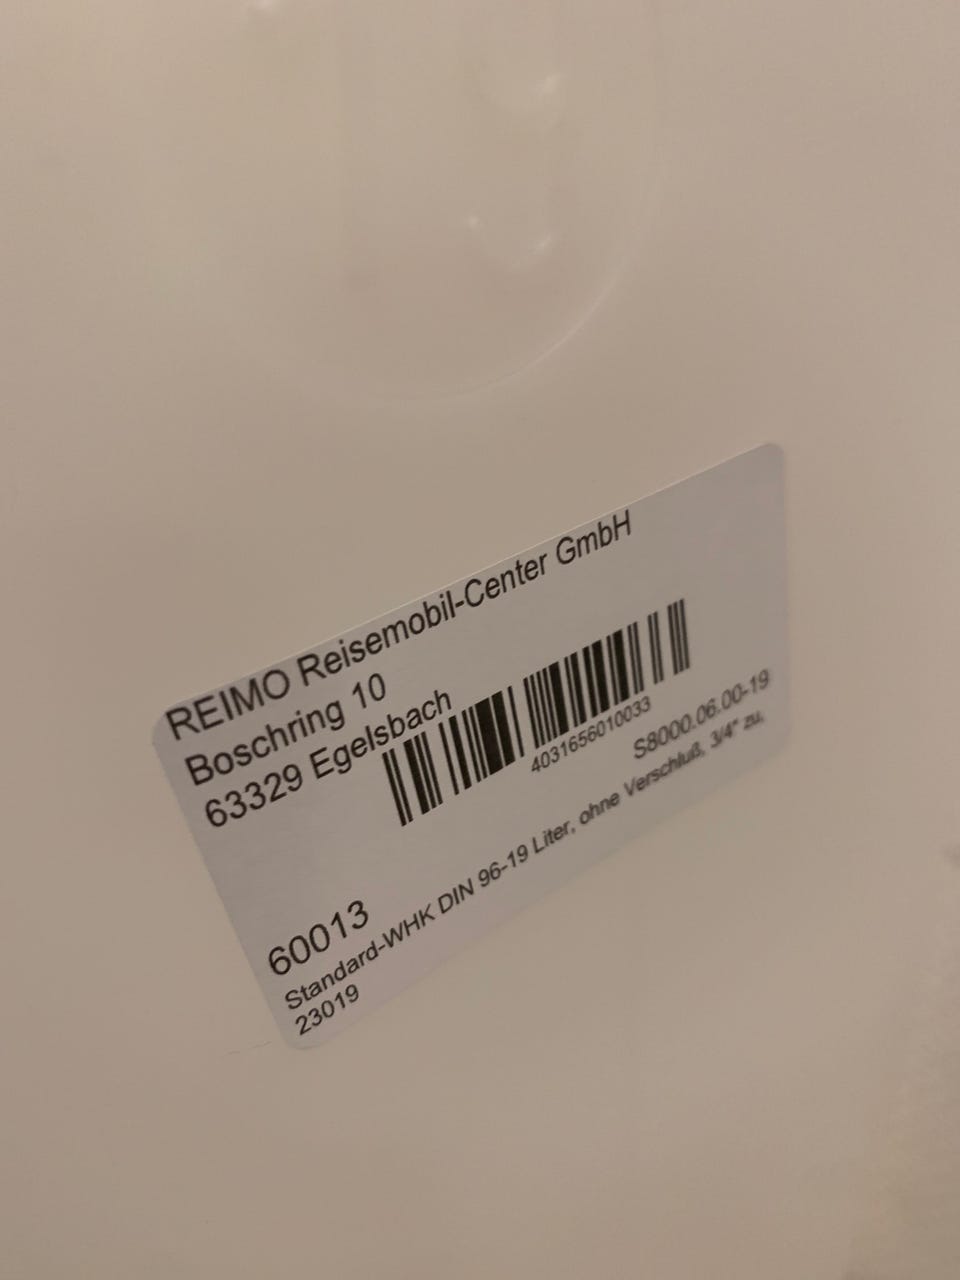 REIMO Reisemobil-Center GmbH
Boschring 10
63329 Egelsbach
4031656010033
S8000.06.00-19
60013
Standard-WHK DIN 96-19 Liter, ohne Verschluß, 3/4" zu.
23019